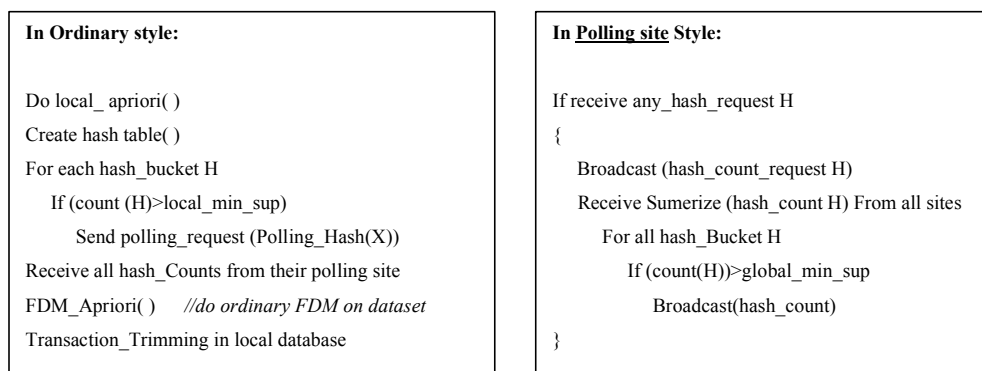 In Ordinary style:
Do local_ apriori( )
Create hash table( )
For each hash_bucket H
If (count (H)>local_min_sup)
Send polling_request (Polling_Hash(X))
Receive all hash_Counts from their polling site
FDM_Apriori( ) //do ordinary FDM on dataset
Transaction_Trimming in local database
In Polling site Style:
If receive any_hash_request H
{
Broadcast (hash_count_request H)
Receive Sumerize (hash_count H) From all sites
For all hash_Bucket H
If (count(H))>global_min_sup
Broadcast(hash_count)
}